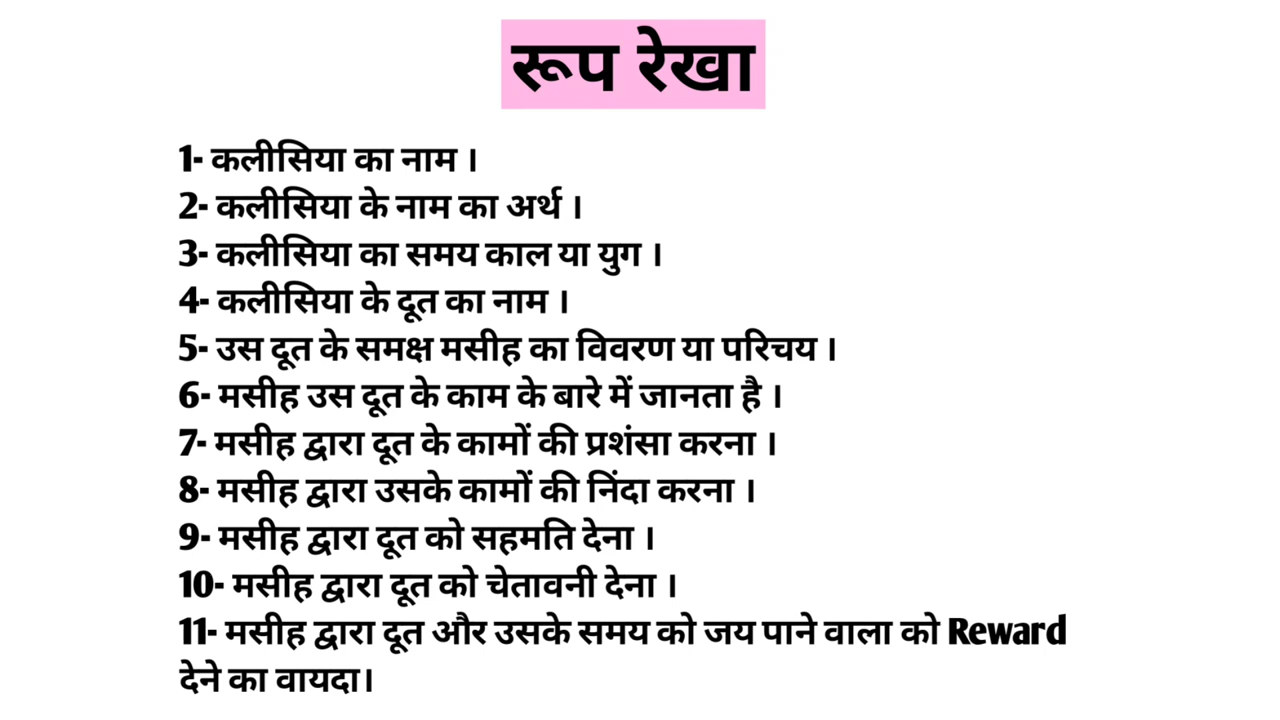 रूप रेखा
1- कलीसिया का नाम ।
2- कलीसिया के नाम का अर्थ ।
3- कलीसिया का समय काल या युग ।
4- कलीसिया के दूत का नाम ।
5- उस दूत के समक्ष मसीह का विवरण या परिचय ।
6- मसीह उस दूत के काम के बारे में जानता है ।
7- मसीह द्वारा दूत के कामों की प्रशंसा करना ।
8- मसीह द्वारा उसके कामों की निंदा करना ।
9- मसीह द्वारा दूत को सहमति देना ।
10- मसीह द्वारा दूत को चेतावनी देना ।
11- मसीह द्वारा दूत और उसके समय को जय पाने वाला को Reward
देने का वायदा।